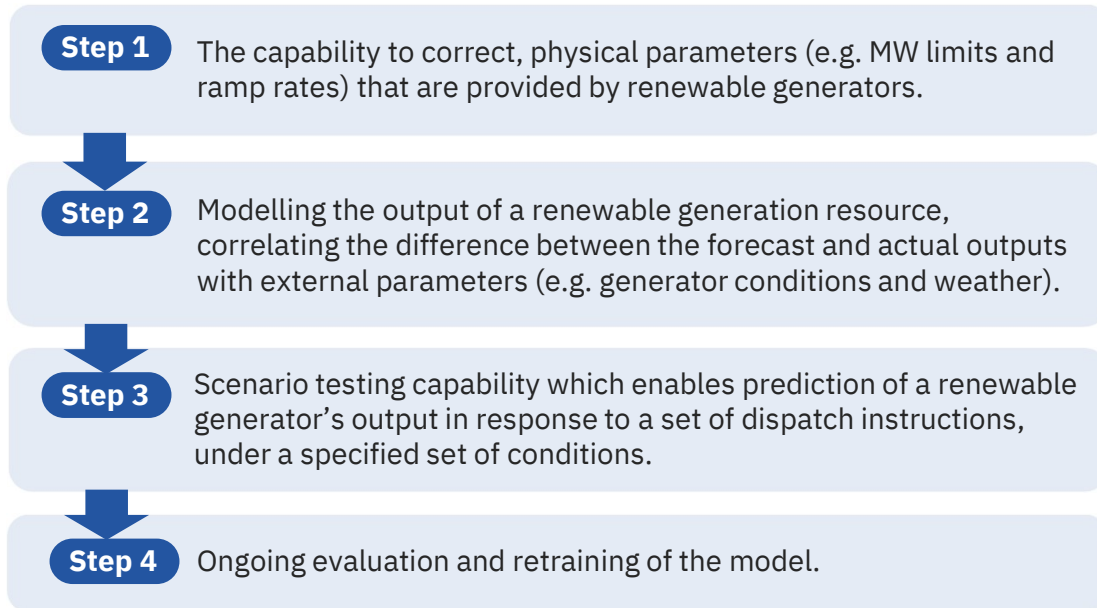 Step 1
The capability to correct, physical parameters (e.g. MW limits and
ramp rates) that are provided by renewable generators.
Step 2
Modelling the output of a renewable generation resource,
correlating the difference between the forecast and actual outputs
with external parameters (e.g. generator conditions and weather).
Step 3
Scenario testing capability which enables prediction of a renewable
generator’s output in response to a set of dispatch instructions,
under a specified set of conditions.
Step 4
Ongoing evaluation and retraining of the model.